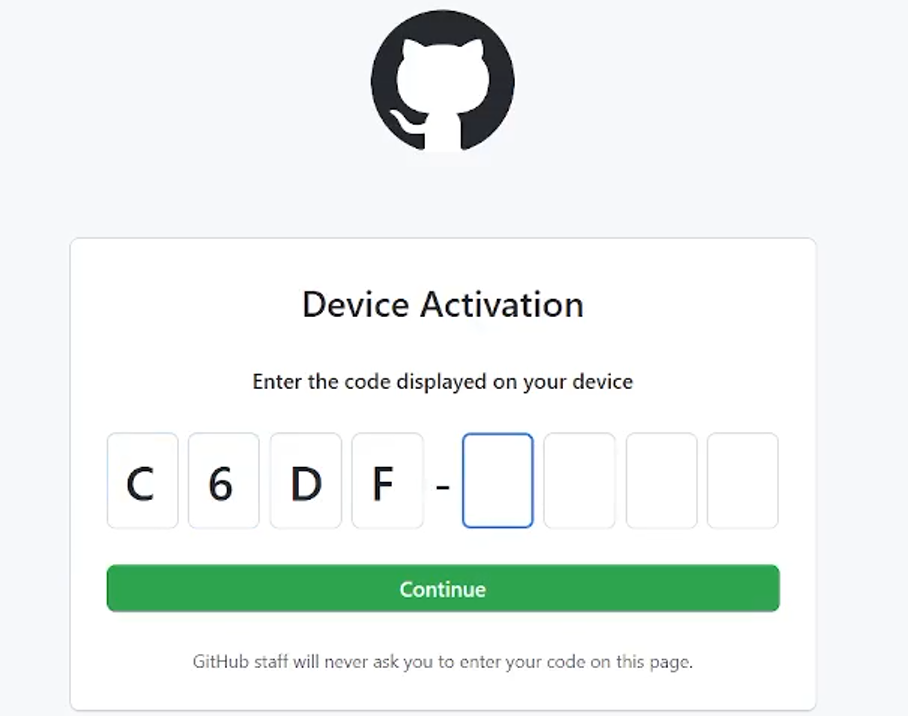 Device Activation
Enter the code displayed on your device
C 6 D F -
Continue
GitHub staff will never ask you to enter your code on this page.